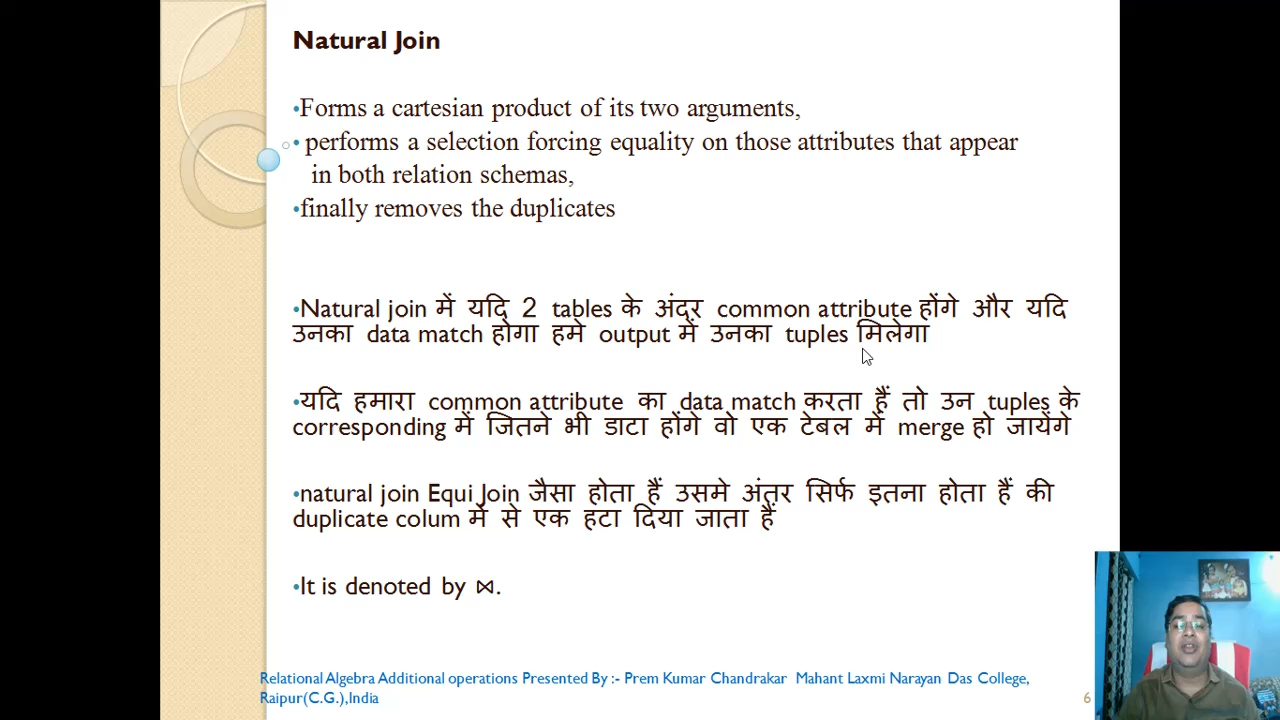 Natural Join
•Forms a cartesian product of its two arguments,
• performs a selection forcing equality on those attributes that appear
in both relation schemas,
•finally removes the duplicates
•Natural join में यदि 2 tables के अंदर common attribute होंगे और यदि
उनका data match होगा हमे output में उनका tuples मिलेगा
•यदि हमारा common attribute का data match करता हैं तो उन tuples के
corresponding में जितने भी डाटा होंगे वो एक टेबल में merge हो जायेंगे
•natural join Equi Join जैसा होता हैं उसमे अंतर सिर्फ इतना होता हैं की
duplicate colum में से एक हटा दिया जाता हैं
•It is denoted by ⋈.
Relational Algebra Additional operations Presented By :- Prem Kumar Chandrakar Mahant Laxmi Narayan Das College,
Raipur(C.G.),India
6